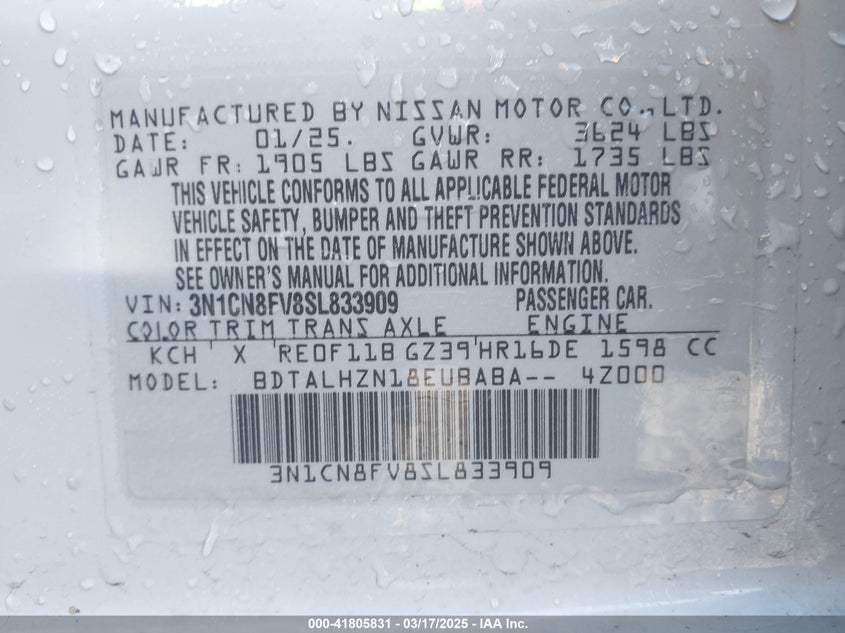 MANUFACTURED BY NISSAN MOTOR CO., LTD.
DATE: 01/25. GVWR: 3624 LBS
GAWR FR: 1905 LBS GAWR RR: 1735 LBS
THIS VEHICLE CONFORMS TO ALL APPLICABLE FEDERAL MOTOR
VEHICLE SAFETY, BUMPER AND THEFT PREVENTION STANDARDS
IN EFFECT ON THE DATE OF MANUFACTURE SHOWN ABOVE.
SEE OWNER'S MANUAL FOR ADDITIONAL INFORMATION.
VIN: 3N1CN8FV8SL833909 PASSENGER CAR.
COLOR TRIM TRANS AXLE ENGINE
KCH X RE0F11B GZ39 HR16DE 1598 CC
MODEL: BDTALHZN18EUBABA-- 4Z000
3N1CN8FV8SL833909
000-41805831 - 03/17/2025 - IAA Inc.